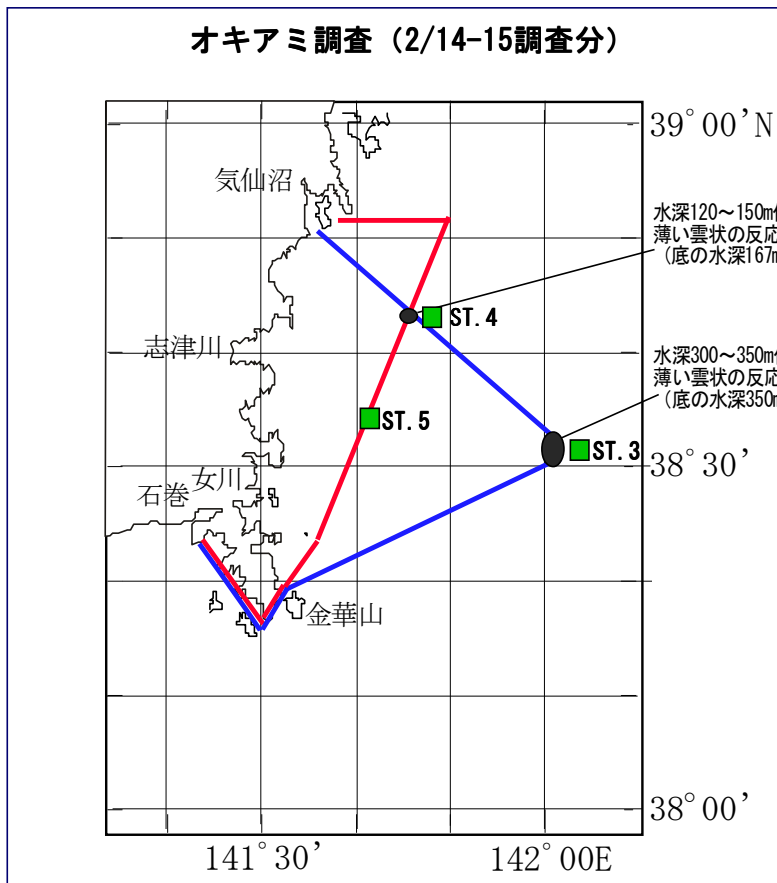 オキアミ調査（2/14-15調査分）
39°00'N
気仙沼
水深120～150m
薄い雲状の反応
（底の水深167m
ST.4
志津川
水深300～350m
薄い雲状の反応
（底の水深350m
ST.5
ST.3
38°30'
女川
石巻
金華山
38°00'
141°30'
142°00E